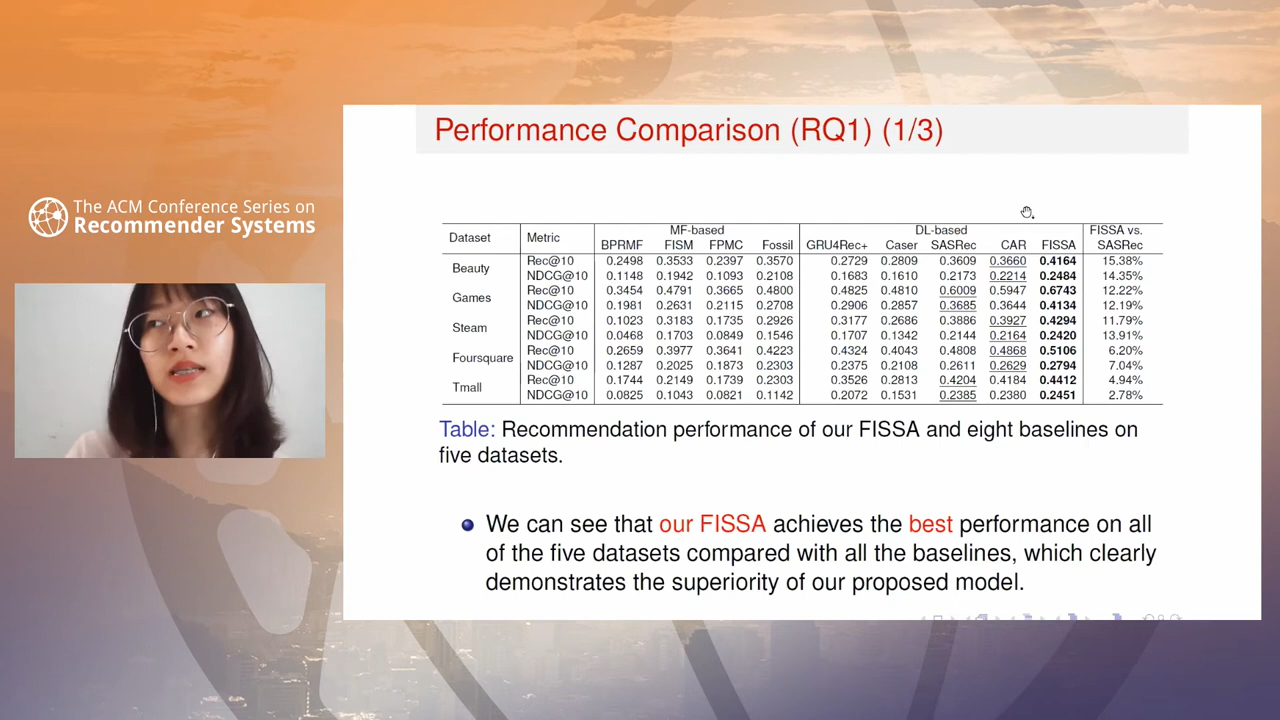 The ACM Conference Series on
Recommender Systems
Performance Comparison (RQ1) (1/3)
Dataset Metric MF-based DL-based FISSA vs.
BPRMF FISM FPMC Fossil GRU4Rec+ Caser SASRec CAR FISSA SASRec
Beauty Rec@10 0.2498 0.3533 0.2397 0.3570 0.2729 0.2809 0.3609 0.3660 0.4164 15.38%
NDCG@10 0.1148 0.1942 0.1093 0.2108 0.1683 0.1610 0.2173 0.2214 0.2484 14.35%
Games Rec@10 0.3454 0.4791 0.3665 0.4800 0.4825 0.4810 0.6009 0.5947 0.6743 12.22%
NDCG@10 0.1981 0.2631 0.2115 0.2708 0.2906 0.2857 0.3685 0.3644 0.4134 12.19%
Steam Rec@10 0.1023 0.3183 0.1735 0.2926 0.3177 0.2686 0.3886 0.3927 0.4294 11.79%
NDCG@10 0.0468 0.1703 0.0849 0.1546 0.1707 0.1342 0.2144 0.2164 0.2420 13.91%
Foursquare Rec@10 0.2659 0.3977 0.3641 0.4223 0.4324 0.4043 0.4808 0.4868 0.5106 6.20%
NDCG@10 0.1287 0.2025 0.1873 0.2303 0.2375 0.2108 0.2611 0.2629 0.2794 7.04%
Tmall Rec@10 0.1744 0.2149 0.1739 0.2303 0.3526 0.2813 0.4204 0.4184 0.4412 4.94%
NDCG@10 0.0825 0.1043 0.0821 0.1142 0.2072 0.1531 0.2385 0.2380 0.2451 2.78%
Table: Recommendation performance of our FISSA and eight baselines on
five datasets.
We can see that our FISSA achieves the best performance on all
of the five datasets compared with all the baselines, which clearly
demonstrates the superiority of our proposed model.